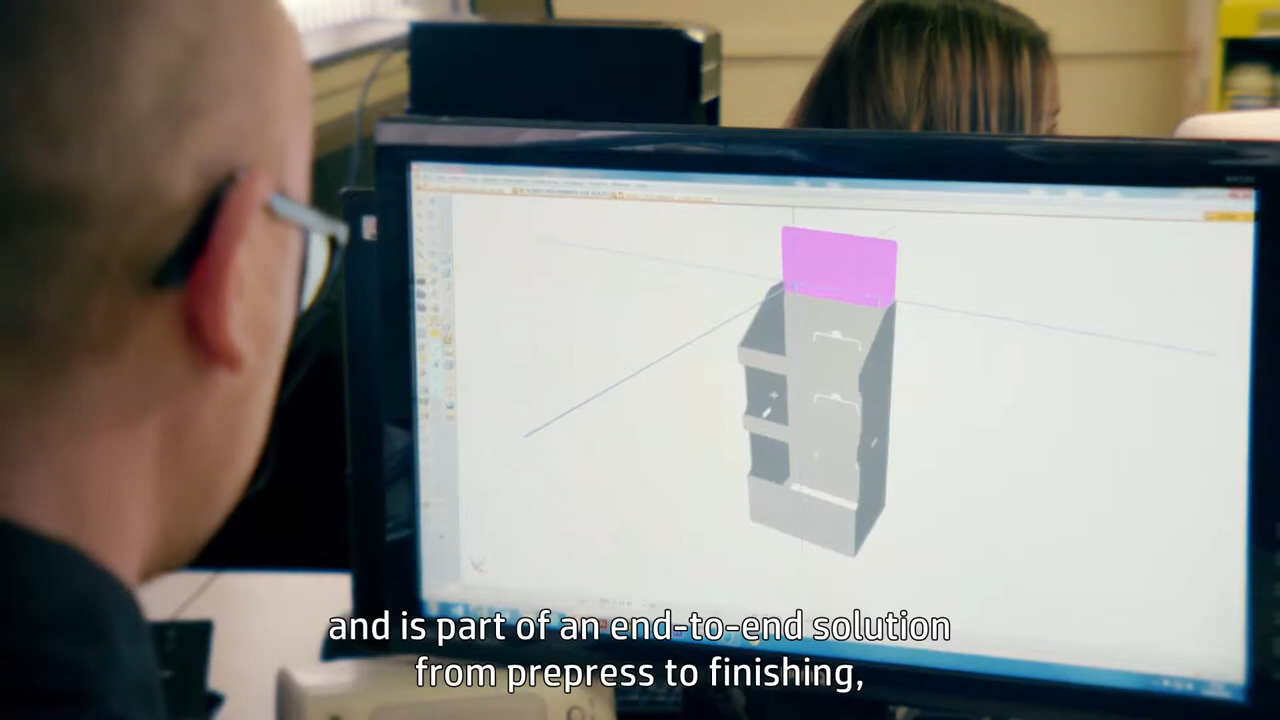 and is part of an end-to-end solution
from prepress to finishing,